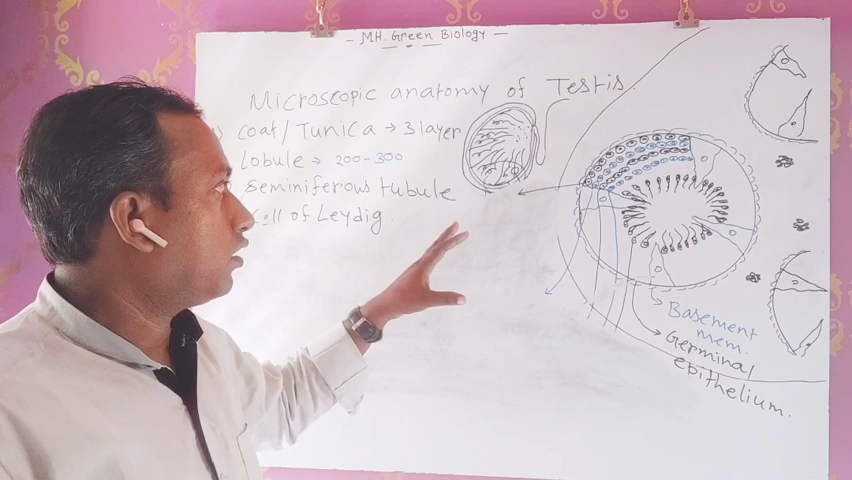 - MH. Green Biology -
Microscopic anatomy of Testis.
Coat/Tunica → 3 layer
Lobule → 200-300
Seminiferous tubule
Cell of Leydig.
Basement
mem.
Germinal
epithelium.